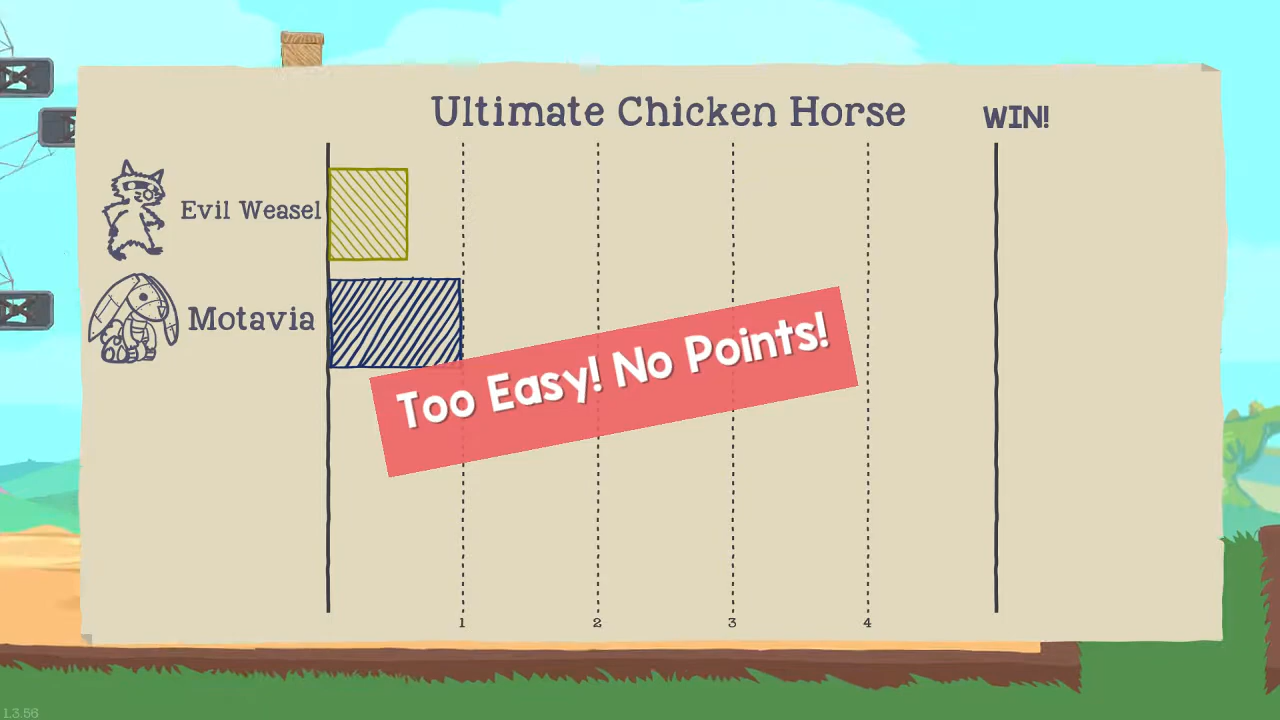 Ultimate Chicken Horse
WIN!
Evil Weasel
Motavia
Too Easy! No Points!
1 2 3 4
1.3.56